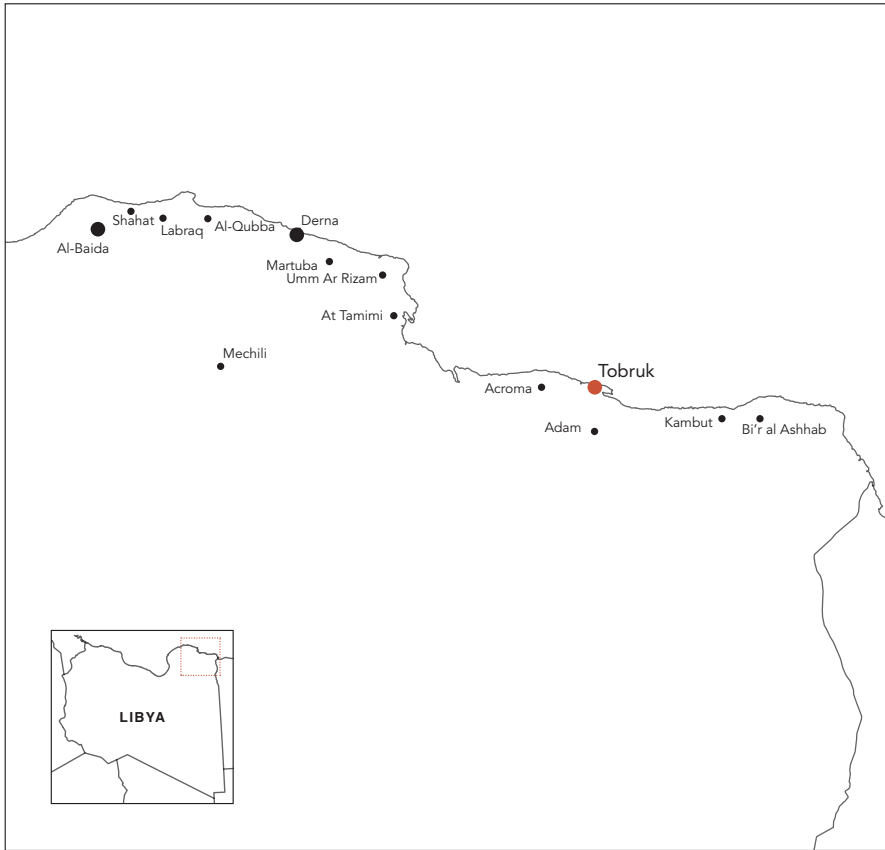 Shahat
Labraq
Al-Qubba
Derna
Al-Baida
Martuba
Umm Ar Rizam
At Tamimi
Mechili
Tobruk
Acroma
Adam
Kambut
Bi’r al Ashhab
LIBYA